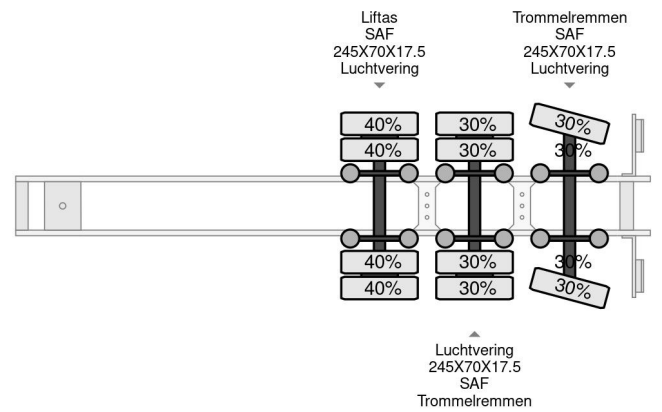 Liftas
SAF
245X70X17.5
Luchtvering
Trommelremmen
SAF
245X70X17.5
Luchtvering
40% 30% 30%
40% 30% 30%
40% 30% 30%
40% 30% 30%
Luchtvering
245X70X17.5
SAF
Trommelremmen